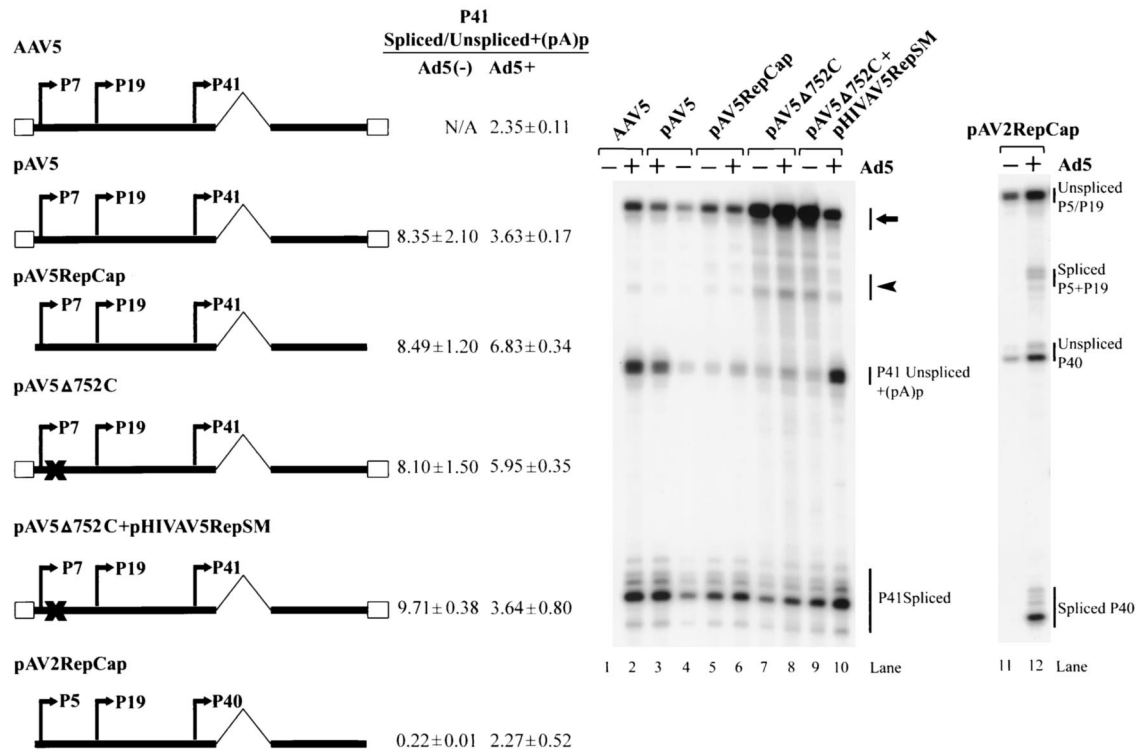 P41
Spliced/Unspliced+(pA)p
Ad5(-) Ad5+
AAV5
P7 P19 P41
N/A 2.35±0.11
pAV5
P7 P19 P41
8.35±2.10 3.63±0.17
pAV5RepCap
P7 P19 P41
8.49±1.20 6.83±0.34
pAV5Δ752C
P7 P19 P41
8.10±1.50 5.95±0.35
pAV5Δ752C+pHIVAV5RepSM
P7 P19 P41
9.71±0.38 3.64±0.80
pAV2RepCap
P5 P19 P40
0.22±0.01 2.27±0.52
AAV5
pAV5
pAV5RepCap
pAV5Δ752C
pAV5Δ752C+
pHIVAV5RepSM
− + + − − + − + − + Ad5
P41 Unspliced
+(pA)p
P41Spliced
1 2 3 4 5 6 7 8 9 10 Lane
pAV2RepCap
− + Ad5
Unspliced
P5/P19
Spliced
P5+P19
Unspliced
P40
Spliced P40
11 12 Lane